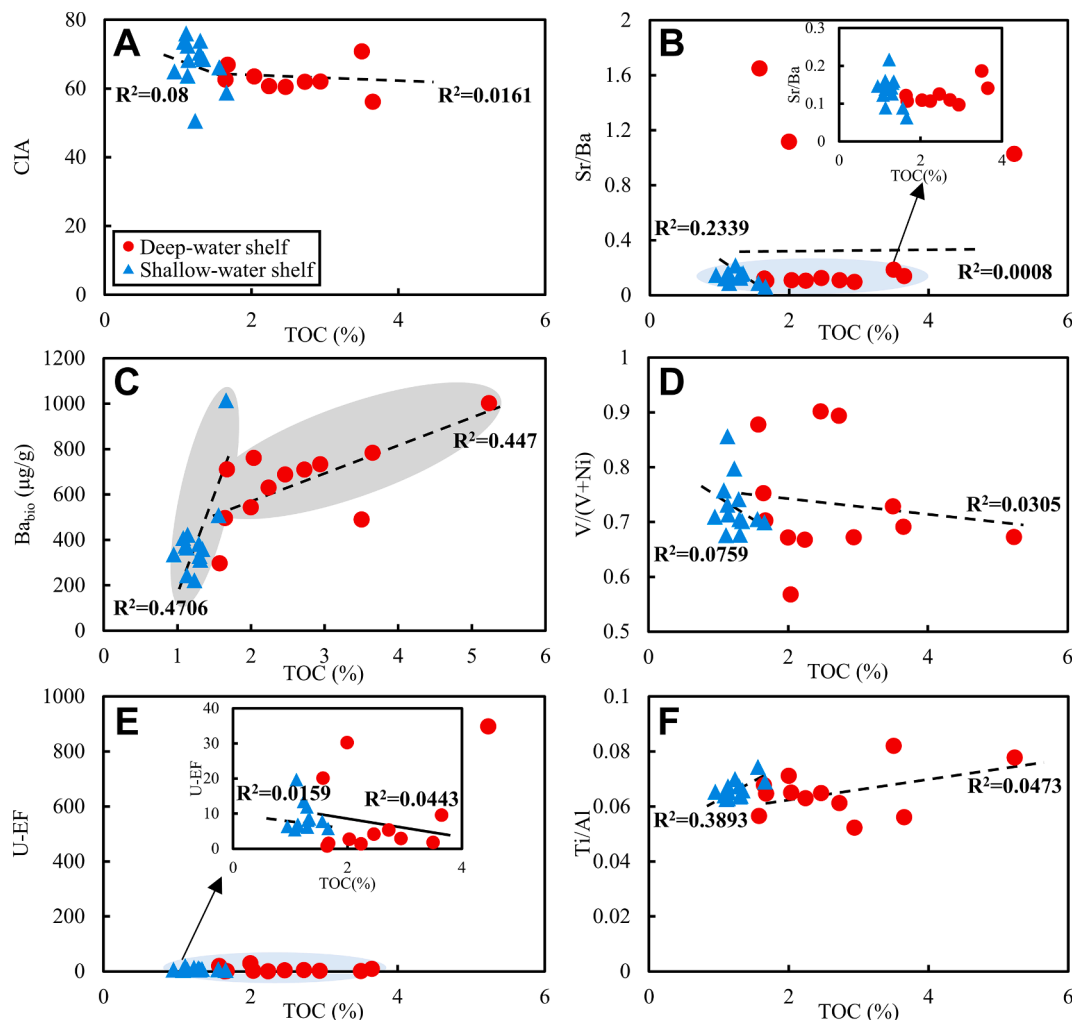 A
80
60
40
20
0
CIA
R²=0.08
R²=0.0161
Deep-water shelf
Shallow-water shelf
0
2
4
6
TOC (%)
B
2
1.6
1.2
0.8
0.4
0
Sr/Ba
0.3
0.2
0.1
0
Sr/Ba
0
2
4
TOC(%)
R²=0.2339
R²=0.0008
0
2
4
6
TOC (%)
C
1200
1000
800
600
400
200
0
Ba_bio (μg/g)
R²=0.447
R²=0.4706
0
1
2
3
4
5
6
TOC (%)
D
1
0.9
0.8
0.7
0.6
0.5
V/(V+Ni)
R²=0.0305
R²=0.0759
0
2
4
6
TOC (%)
E
1000
800
600
400
200
0
U-EF
40
30
20
10
0
U-EF
R²=0.0159
R²=0.0443
0
2
4
TOC(%)
0
1
2
3
4
5
6
TOC (%)
F
0.1
0.08
0.06
0.04
0.02
0
Ti/Al
R²=0.0473
R²=0.3893
0
2
4
6
TOC (%)